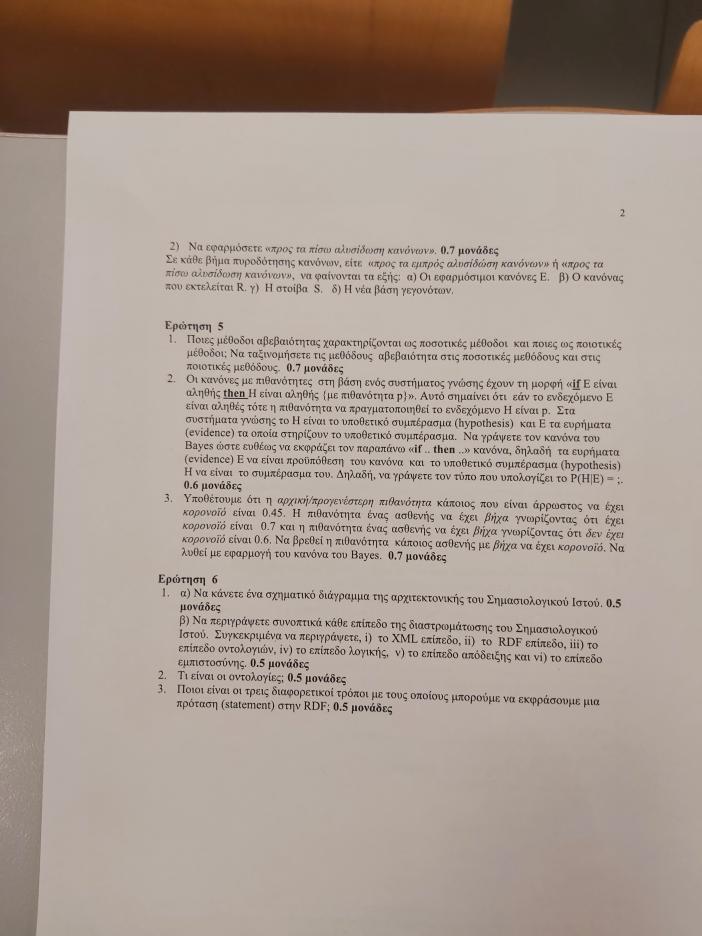 2
2) Να εφαρμόσετε «προς τα πίσω αλυσίδωση κανόνων». 0.7 μονάδες
Σε κάθε βήμα πυροδότησης κανόνων, είτε «προς τα εμπρός αλυσίδωση κανόνων» ή «προς τα
πίσω αλυσίδωση κανόνων», να φαίνονται τα εξής: α) Οι εφαρμόσιμοι κανόνες Ε. β) Ο κανόνας
που εκτελείται R. γ) Η στοίβα S. δ) Η νέα βάση γεγονότων.
Ερώτηση 5
1. Ποιες μέθοδοι αβεβαιότητας χαρακτηρίζονται ως ποσοτικές μέθοδοι και ποιες ως ποιοτικές
μέθοδοι; Να ταξινομήσετε τις μεθόδους αβεβαιότητα στις ποσοτικές μεθόδους και στις
ποιοτικές μεθόδους. 0.7 μονάδες
2. Οι κανόνες με πιθανότητες στη βάση ενός συστήματος γνώσης έχουν τη μορφή «if E είναι
αληθής then Η είναι αληθής {με πιθανότητα p}». Αυτό σημαίνει ότι εάν το ενδεχόμενο Ε
είναι αληθές τότε η πιθανότητα να πραγματοποιηθεί το ενδεχόμενο Η είναι p. Στα
συστήματα γνώσης το Η είναι το υποθετικό συμπέρασμα (hypothesis) και Ε τα ευρήματα
(evidence) τα οποία στηρίζουν το υποθετικό συμπέρασμα. Να γράψετε τον κανόνα του
Bayes ώστε ευθέως να εκφράζει τον παραπάνω «if .. then ..» κανόνα, δηλαδή τα ευρήματα
(evidence) Ε να είναι προϋπόθεση του κανόνα και το υποθετικό συμπέρασμα (hypothesis)
Η να είναι το συμπέρασμα του. Δηλαδή, να γράψετε τον τύπο που υπολογίζει το P(H|E) = ;.
0.6 μονάδες
3. Υποθέτουμε ότι η αρχική/προγενέστερη πιθανότητα κάποιος που είναι άρρωστος να έχει
κορονοϊό είναι 0.45. Η πιθανότητα ένας ασθενής να έχει βήχα γνωρίζοντας ότι έχει
κορονοϊό είναι 0.7 και η πιθανότητα ένας ασθενής να έχει βήχα γνωρίζοντας ότι δεν έχει
κορονοϊό είναι 0.6. Να βρεθεί η πιθανότητα κάποιος ασθενής με βήχα να έχει κορονοϊό. Να
λυθεί με εφαρμογή του κανόνα του Bayes. 0.7 μονάδες
Ερώτηση 6
1. α) Να κάνετε ένα σχηματικό διάγραμμα της αρχιτεκτονικής του Σημασιολογικού Ιστού. 0.5
μονάδες
β) Να περιγράψετε συνοπτικά κάθε επίπεδο της διαστρωμάτωσης του Σημασιολογικού
Ιστού. Συγκεκριμένα να περιγράψετε, i) το XML επίπεδο, ii) το RDF επίπεδο, iii) το
επίπεδο οντολογιών, iv) το επίπεδο λογικής, v) το επίπεδο απόδειξης και vi) το επίπεδο
εμπιστοσύνης. 0.5 μονάδες
2. Τι είναι οι οντολογίες; 0.5 μονάδες
3. Ποιοι είναι οι τρεις διαφορετικοί τρόποι με τους οποίους μπορούμε να εκφράσουμε μια
πρόταση (statement) στην RDF; 0.5 μονάδες